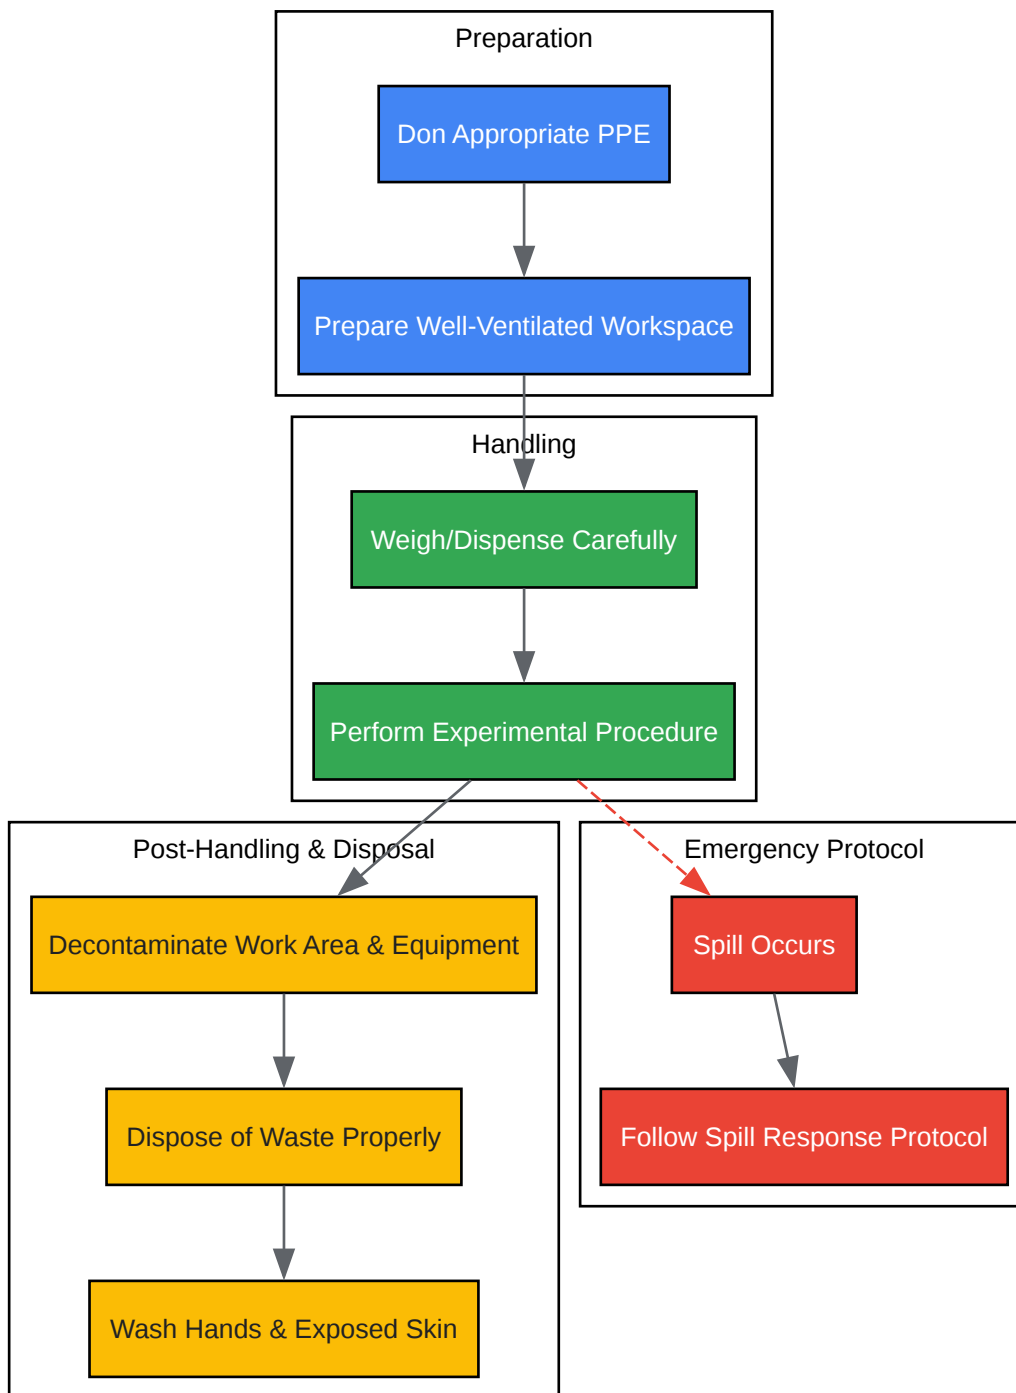 Preparation
Don Appropriate PPE
Prepare Well-Ventilated Workspace
Handling
Weigh/Dispense Carefully
Perform Experimental Procedure
Post-Handling & Disposal
Decontaminate Work Area & Equipment
Dispose of Waste Properly
Wash Hands & Exposed Skin
Emergency Protocol
Spill Occurs
Follow Spill Response Protocol